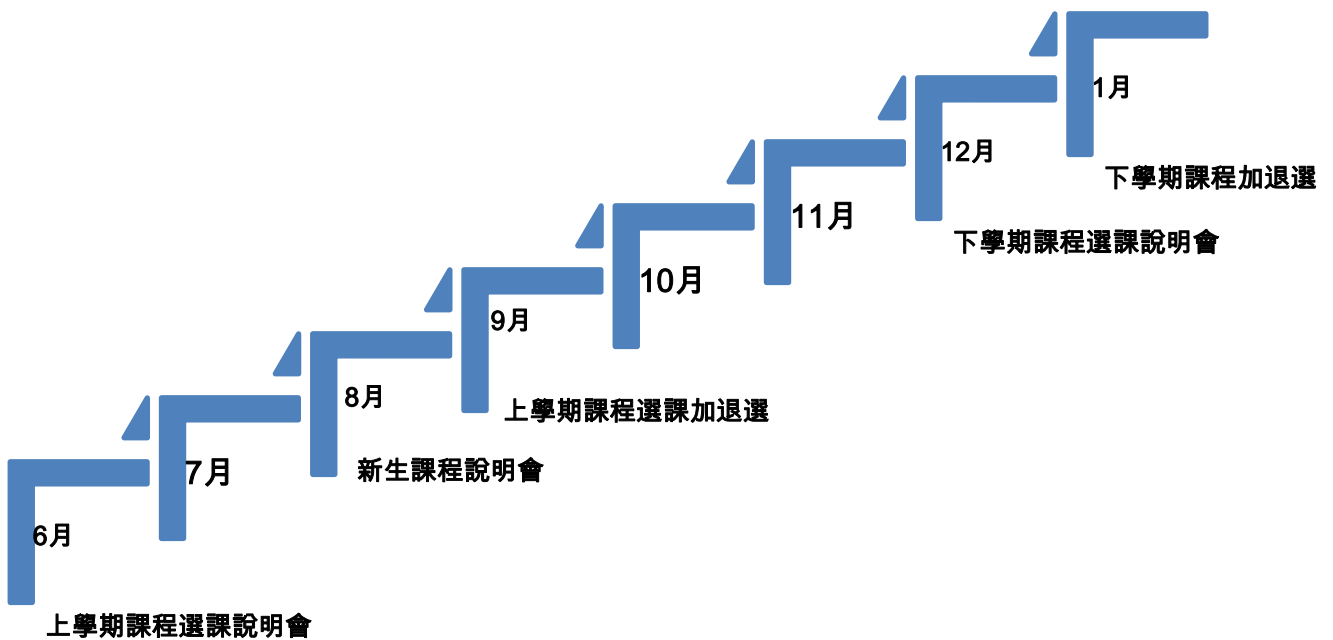 6月
上學期課程選課說明會
7月
8月
新生課程說明會
9月
上學期課程選課加退選
10月
11月
12月
下學期課程選課說明會
1月
下學期課程加退選